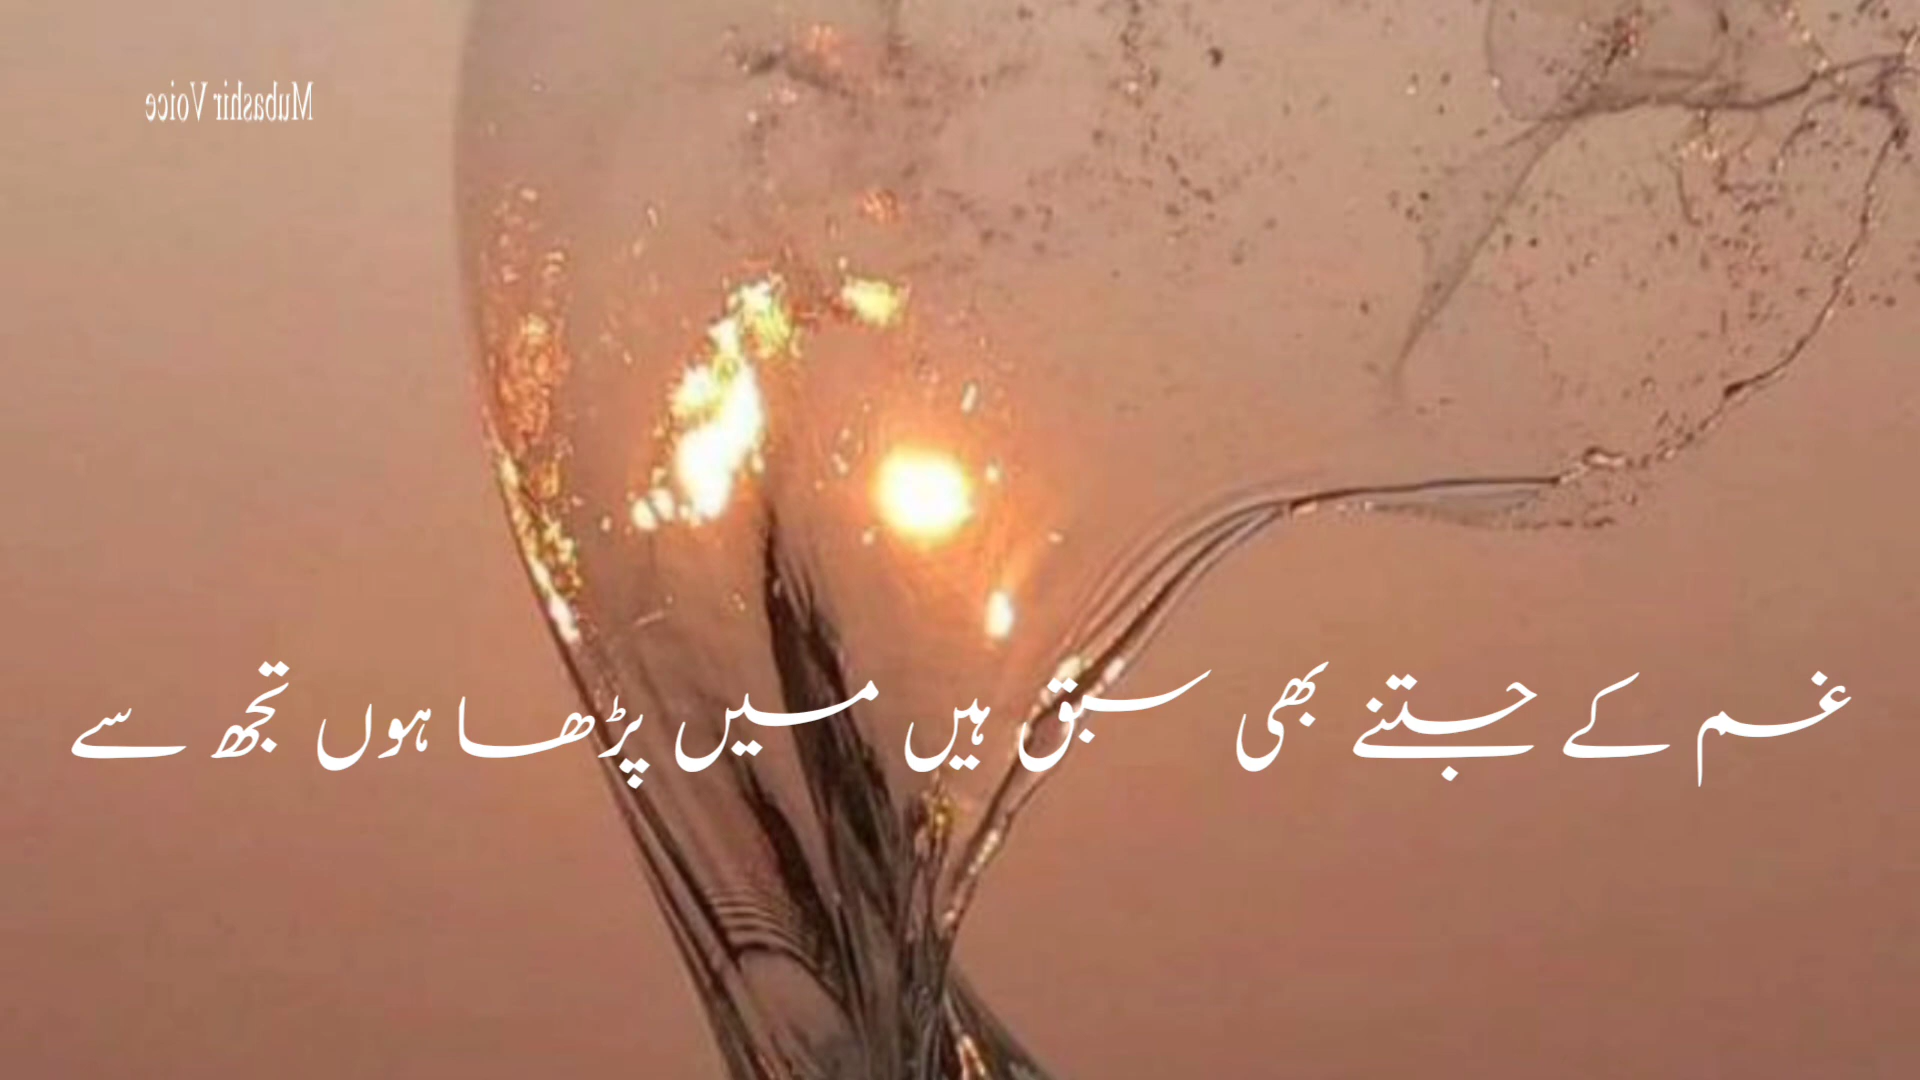 Mubashir Voice
غم کے جتنے بھی سبق ہیں میں پڑھا ہوں تجھ سے